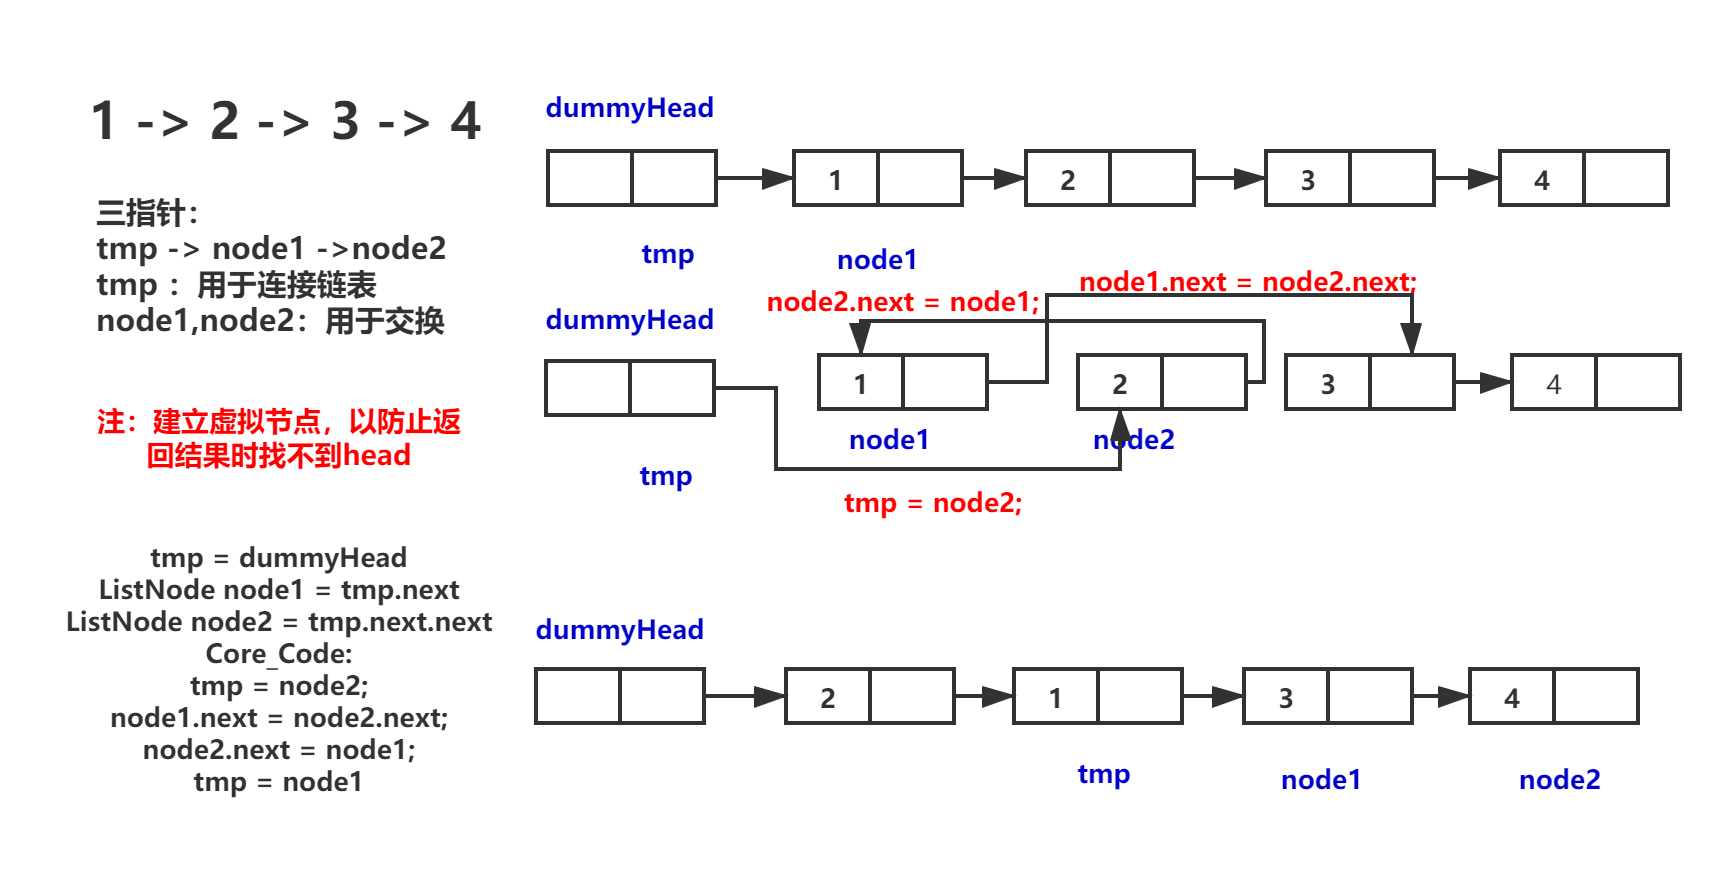 1 -> 2 -> 3 -> 4
三指针：
tmp -> node1 ->node2
tmp ：用于连接链表
node1,node2：用于交换
注：建立虚拟节点，以防止返
回结果时找不到head
tmp = dummyHead
ListNode node1 = tmp.next
ListNode node2 = tmp.next.next
Core_Code:
tmp = node2;
node1.next = node2.next;
node2.next = node1;
tmp = node1
dummyHead
1 2 3 4
tmp
node1
node1.next = node2.next;
node2.next = node1;
dummyHead
1 2 3 4
node1
node2
tmp
tmp = node2;
dummyHead
2 1 3 4
tmp
node1
node2